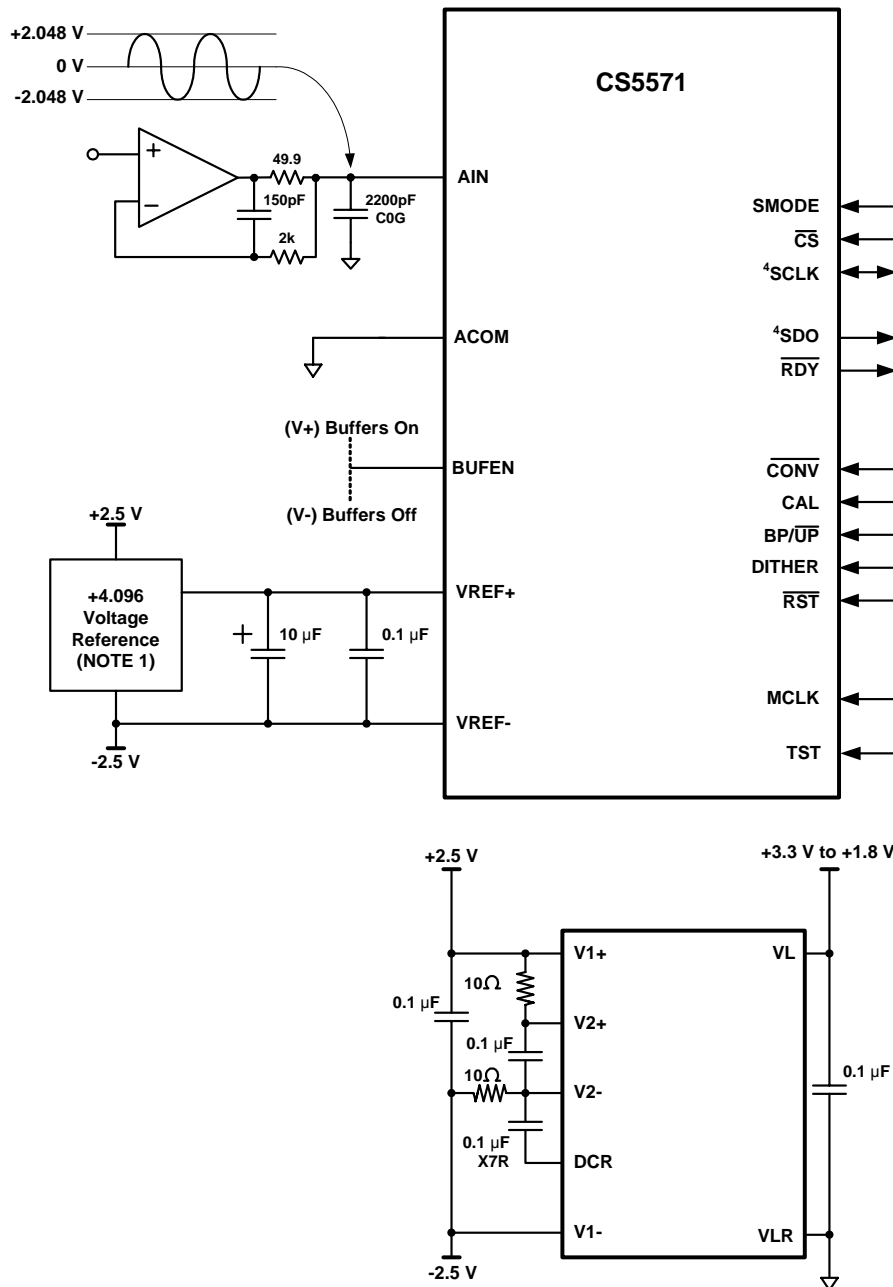 +2.048 V
0 V
-2.048 V
CS5571
+
−
49.9
150pF
2k
2200pF
C0G
AIN
ACOM
(V+) Buffers On
BUFEN
(V-) Buffers Off
+2.5 V
+4.096
Voltage
Reference
(NOTE 1)
+
10 µF
0.1 µF
-2.5 V
VREF+
VREF-
SMODE
CS
4SCLK
4SDO
RDY
CONV
CAL
BP/UP
DITHER
RST
MCLK
TST
+2.5 V
+3.3 V to +1.8 V
0.1 µF
10Ω
0.1 µF
10Ω
0.1 µF
X7R
V1+
V2+
V2-
DCR
V1-
VL
VLR
0.1 µF
-2.5 V